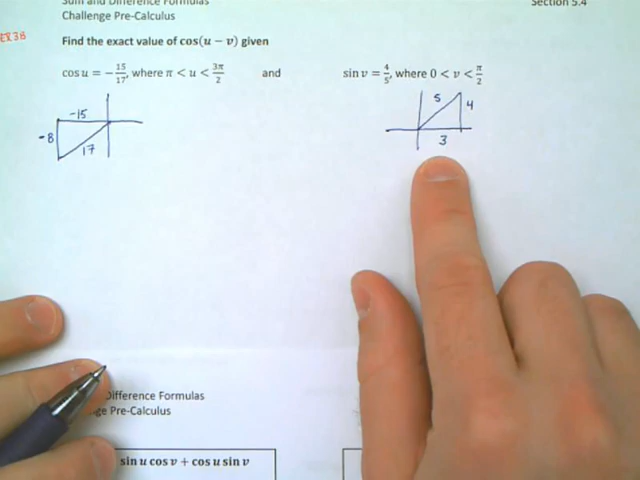 Sum and Difference Formulas
Section 5.4
Challenge Pre-Calculus
Find the exact value of cos(u − v) given
cos u = −15/17, where π < u < 3π/2 and sin v = 4/5, where 0 < v < π/2
-15
-8
17
5
4
3
Difference Formulas
ge Pre-Calculus
sin u cos v + cos u sin v